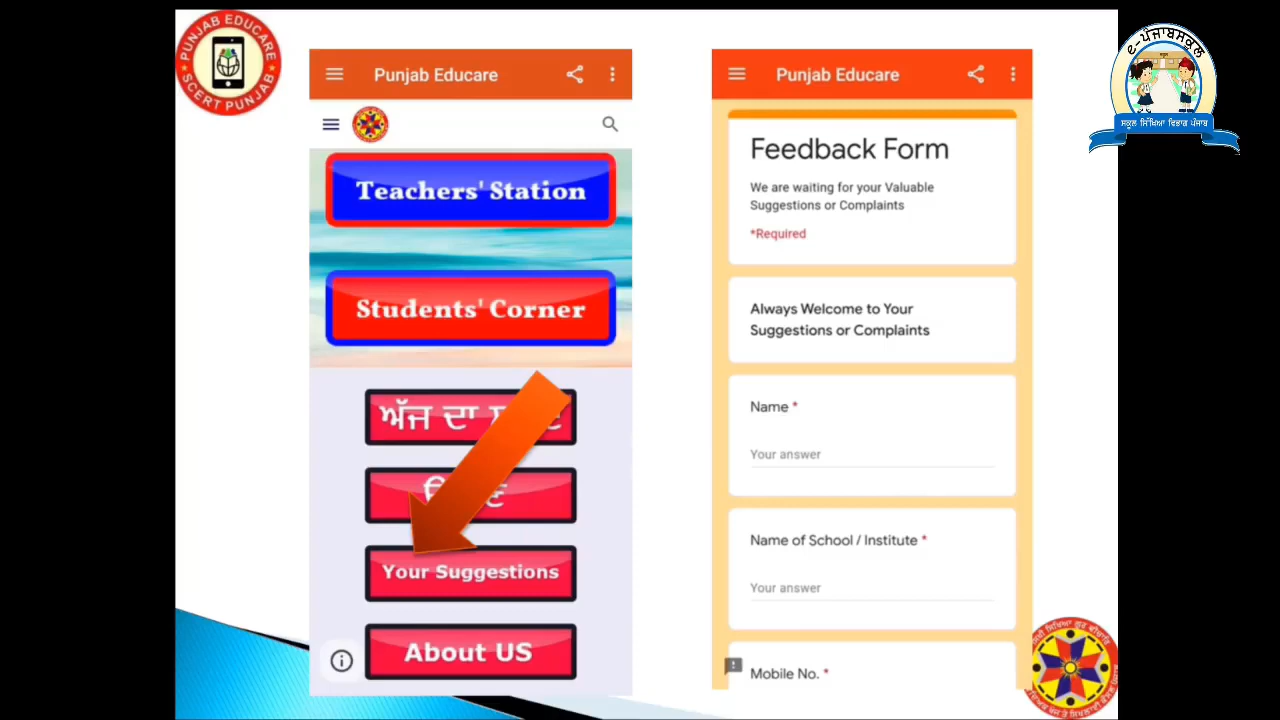 PUNJAB EDUCARE
SCERT PUNJAB
Punjab Educare
Teachers' Station
Students' Corner
ਅੱਜ ਦਾ
Your Suggestions
About US
Punjab Educare
Feedback Form
We are waiting for your Valuable
Suggestions or Complaints
*Required
Always Welcome to Your
Suggestions or Complaints
Name *
Your answer
Name of School / Institute *
Your answer
Mobile No. *
ਈ-ਪੰਜਾਬਸਕੂਲ
ਸਕੂਲ ਸਿੱਖਿਆ ਵਿਭਾਗ ਪੰਜਾਬ